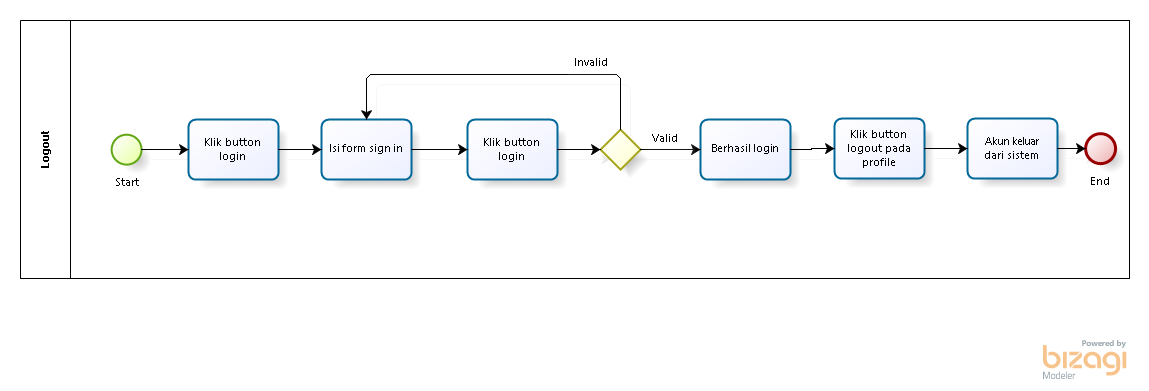 Logout
Invalid
Start
Klik button
login
Isi form sign in
Klik button
login
Valid
Berhasil login
Klik button
logout pada
profile
Akun keluar
dari sistem
End
Powered by
bizagi
Modeler